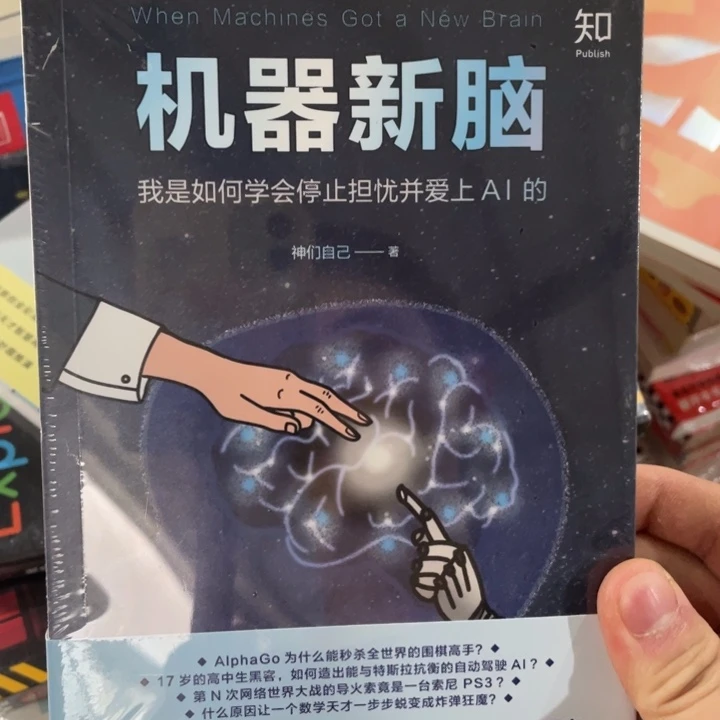 When Machines Got a New Brain
知
Publish
机器新脑
我是如何学会停止担忧并爱上 AI 的
神们自己 —— 著
◆ AlphaGo 为什么能秒杀全世界的围棋高手？ ◆
◆ 17 岁的高中生黑客，如何造出能与特斯拉抗衡的自动驾驶 AI？ ◆
◆ 第 N 次网络世界大战的导火索竟是一台索尼 PS3？ ◆
◆ 什么原因让一个数学天才一步步蜕变成炸弹狂魔？ ◆